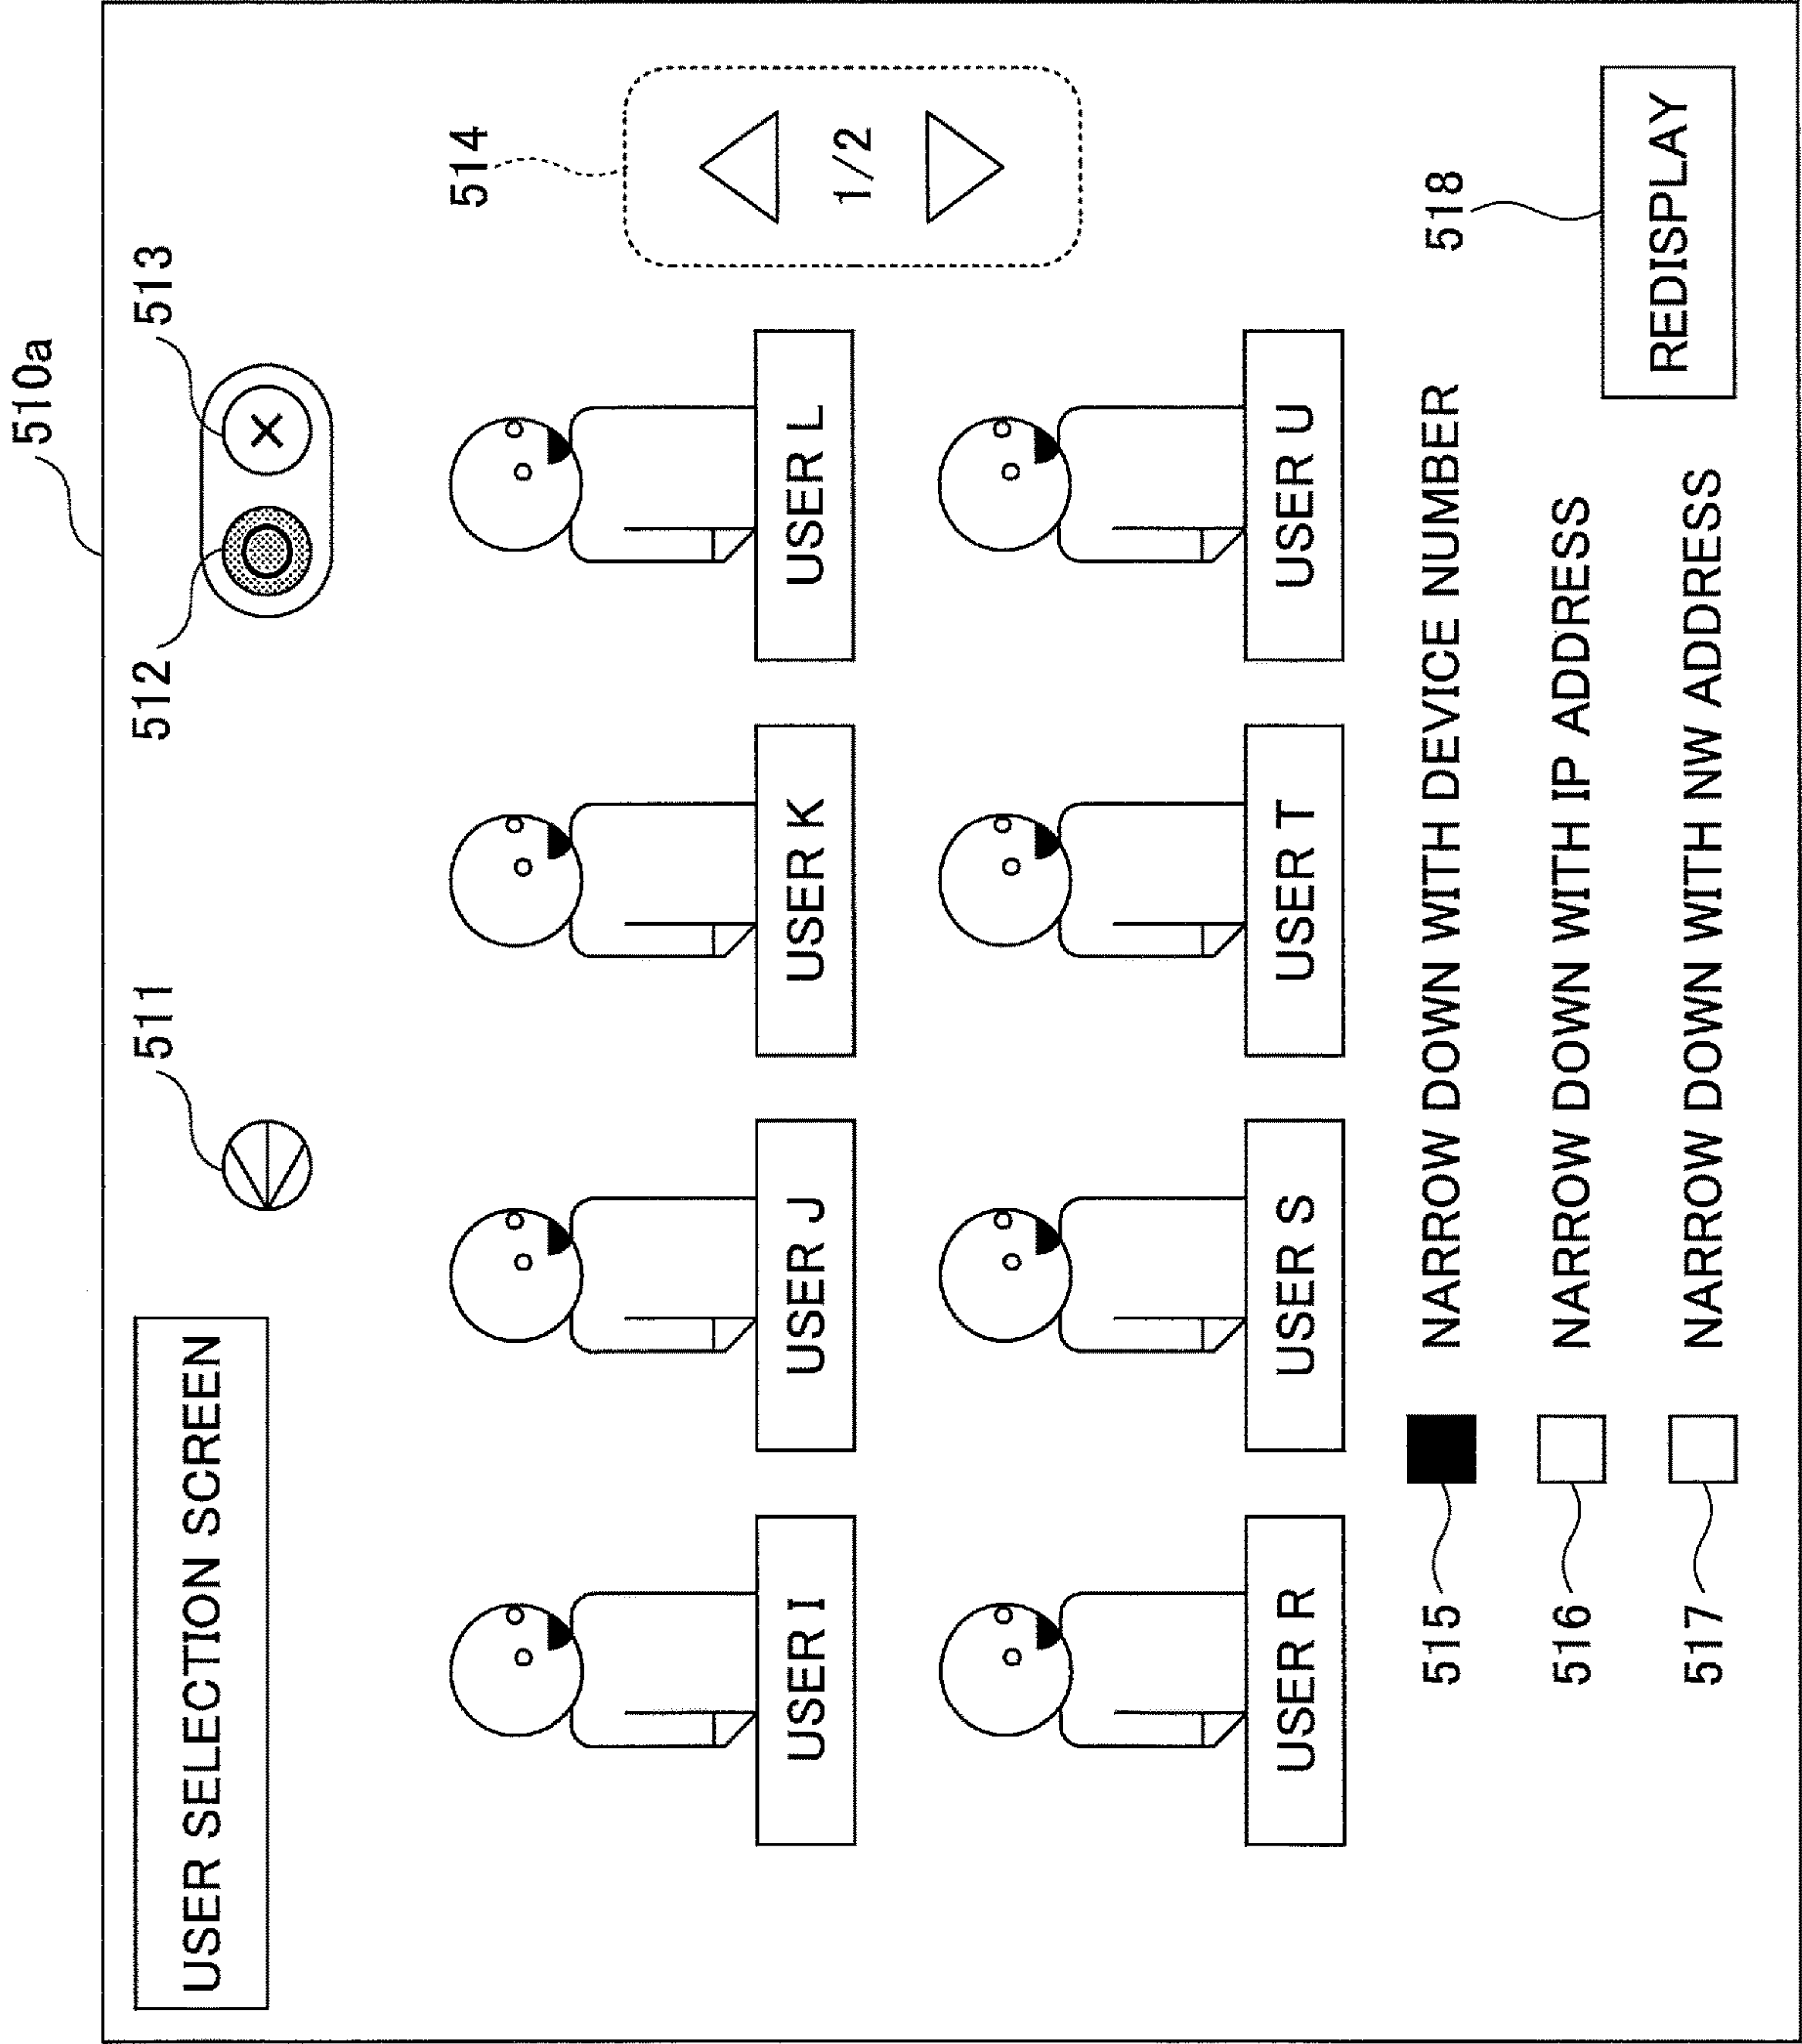 510a
USER SELECTION SCREEN
511
512
513
×
USER I
USER J
USER K
USER L
514
1/2
USER R
USER S
USER T
USER U
515
NARROW DOWN WITH DEVICE NUMBER
516
NARROW DOWN WITH IP ADDRESS
517
NARROW DOWN WITH NW ADDRESS
518
REDISPLAY